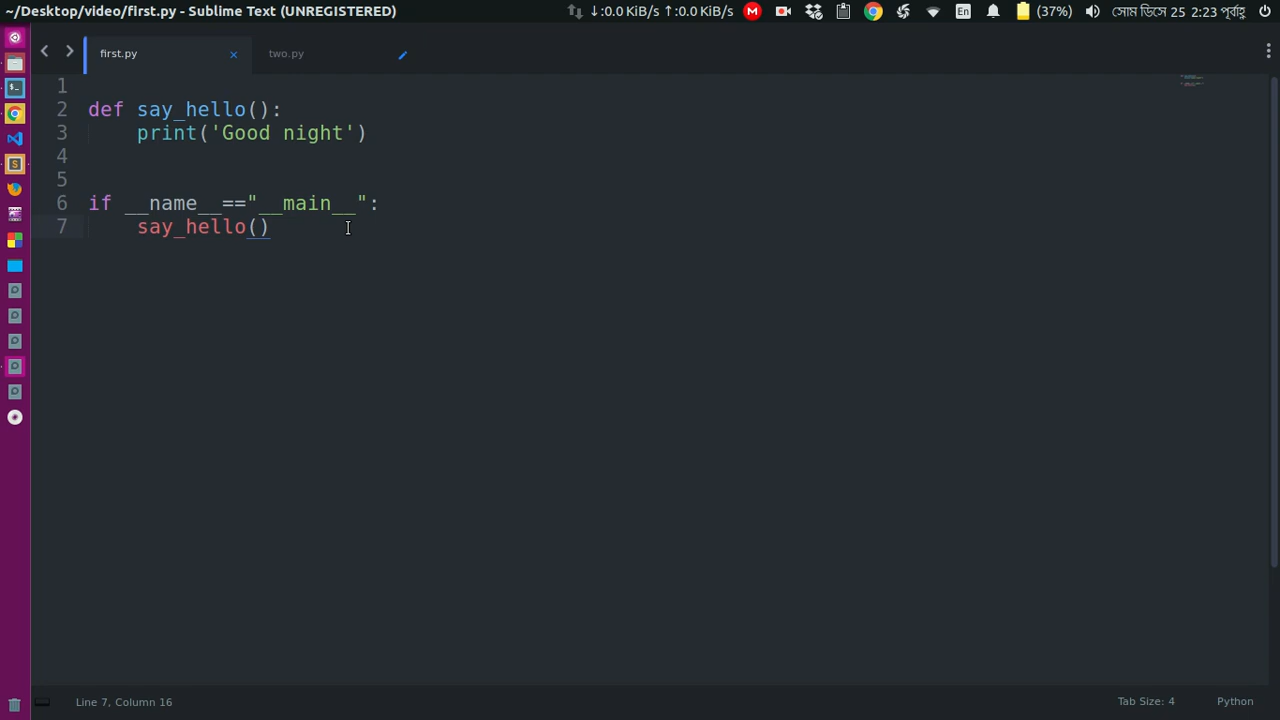 ~/Desktop/video/first.py - Sublime Text (UNREGISTERED)
↓:0.0 KiB/s ↑:0.0 KiB/s
M
En
(37%)
সোম ডিসে 25 2:23 পূর্বাহ্ণ
first.py
two.py
1
2 def say_hello():
3 print('Good night')
4
5
6 if __name__=="__main__":
7 say_hello()
Line 7, Column 16
Tab Size: 4
Python